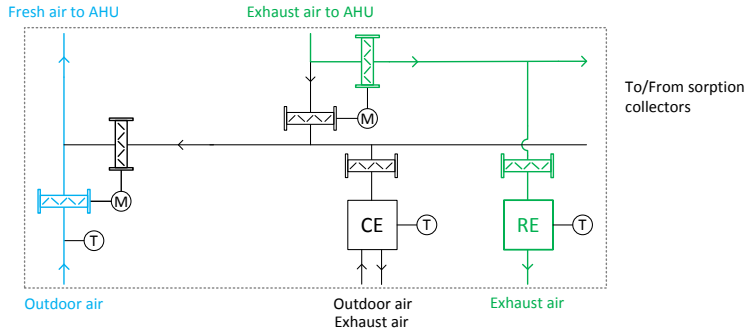 Fresh air to AHU
Exhaust air to AHU
To/From sorption
collectors
M
M
CE
T
RE
T
T
Outdoor air
Outdoor air
Exhaust air
Exhaust air